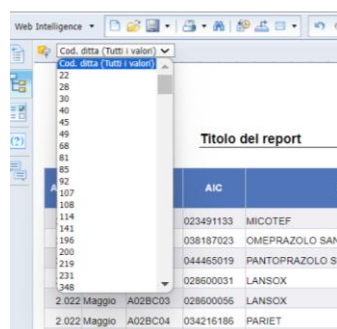 Web Intelligence
Cod. ditta (Tutti i valori)
Cod. ditta (Tutti i valori)
22
28
30
40
45
49
68
81
85
92
107
108
114
141
196
200
219
231
348
Titolo del report
AIC
023491133 MICOTEF
038187023 OMEPRAZOLO SAN
044465019 PANTOPRAZOLO S
028600031 LANSOX
2 022 Maggio A02BC03 028600056 LANSOX
2 022 Maggio A02BC04 034216186 PARIET